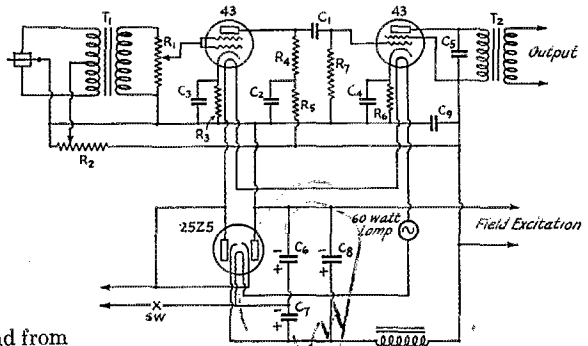 43
43
T1
C1
T2
R1
R4
C5
Output
R7
C3
C2
C4
R5
R3
R6
C9
R2
25Z5
60 watt
Lamp
Field Excitation
C6
C8
C7
SW
nd from